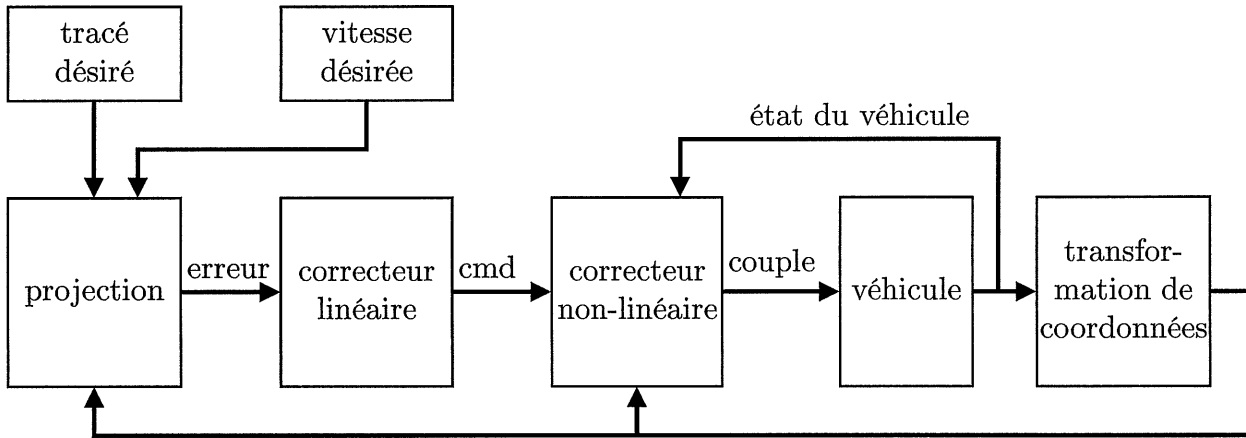 tracé
désiré
vitesse
désirée
état du véhicule
projection
erreur
correcteur
linéaire
cmd
correcteur
non-linéaire
couple
véhicule
transfor-
mation de
coordonnées